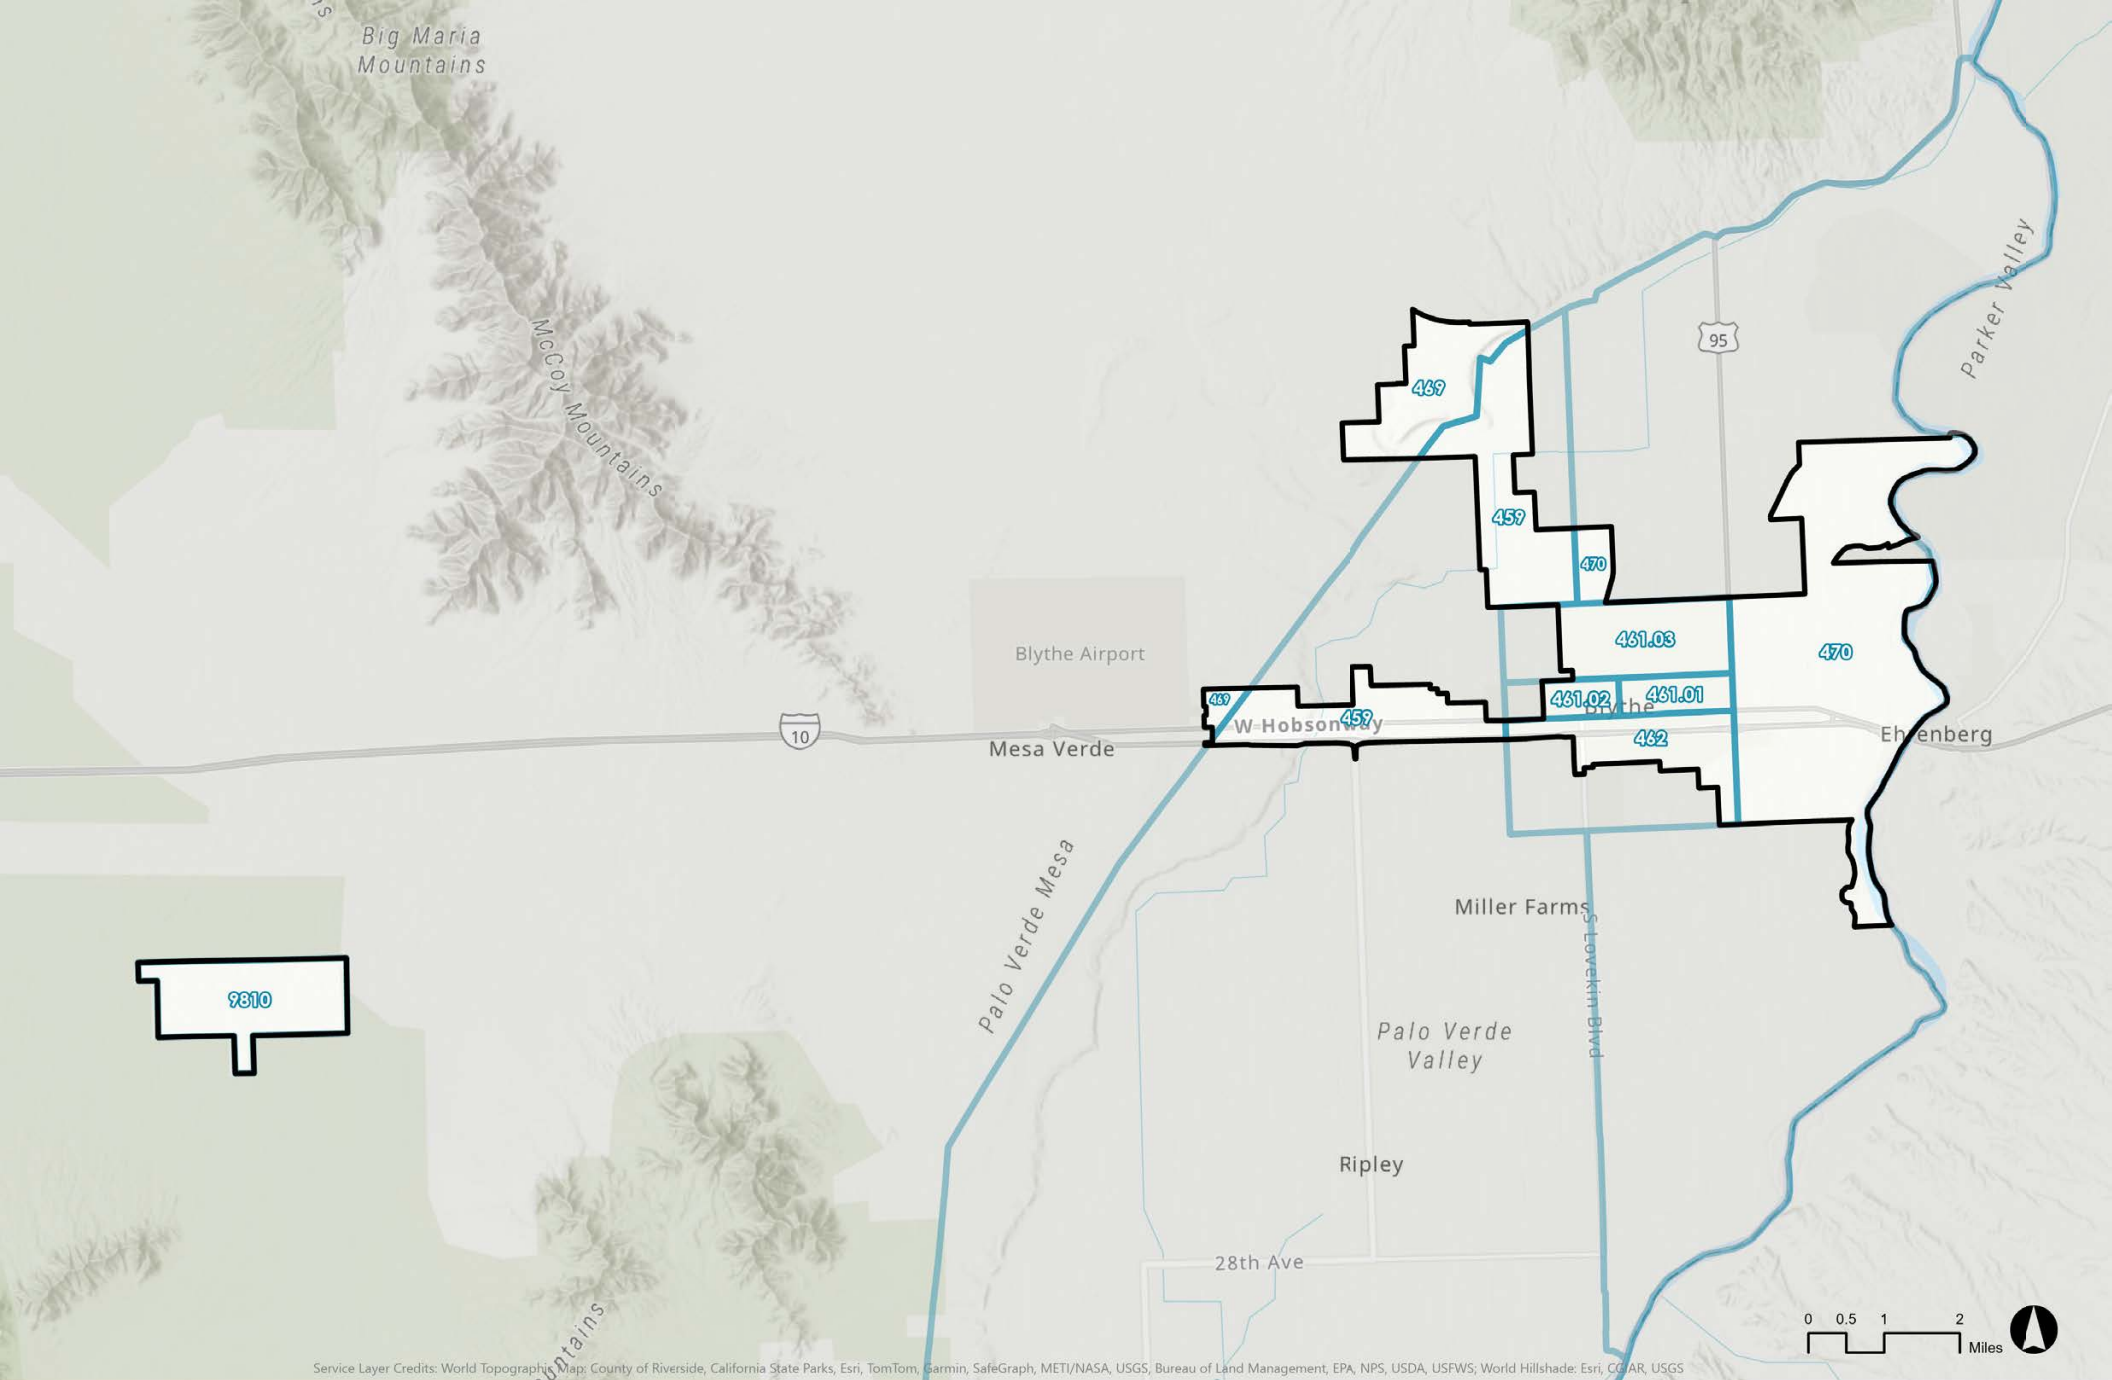 Big Maria
Mountains
McCoy Mountains
Parker Valley
95
469
459
470
461.03
470
Blythe Airport
469
461.02
461.01
Blythe
459
W Hobsonway
462
10
Mesa Verde
Ehrenberg
Palo Verde Mesa
Miller Farms
S Lovekin Blvd
9810
Palo Verde
Valley
Ripley
28th Ave
0 0.5 1 2
Miles
Service Layer Credits: World Topographic Map: County of Riverside, California State Parks, Esri, TomTom, Garmin, SafeGraph, METI/NASA, USGS, Bureau of Land Management, EPA, NPS, USDA, USFWS; World Hillshade: Esri, CGIAR, USGS